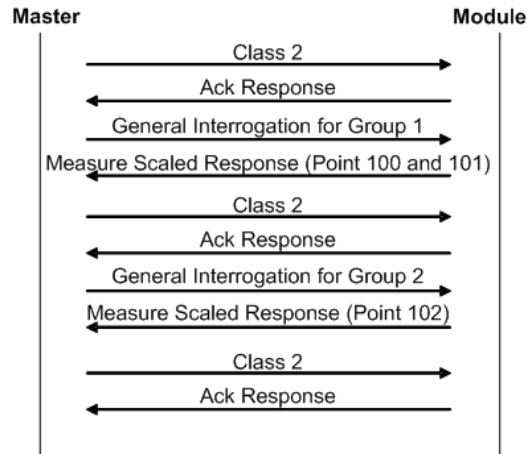 Master Module
Class 2
Ack Response
General Interrogation for Group 1
Measure Scaled Response (Point 100 and 101)
Class 2
Ack Response
General Interrogation for Group 2
Measure Scaled Response (Point 102)
Class 2
Ack Response